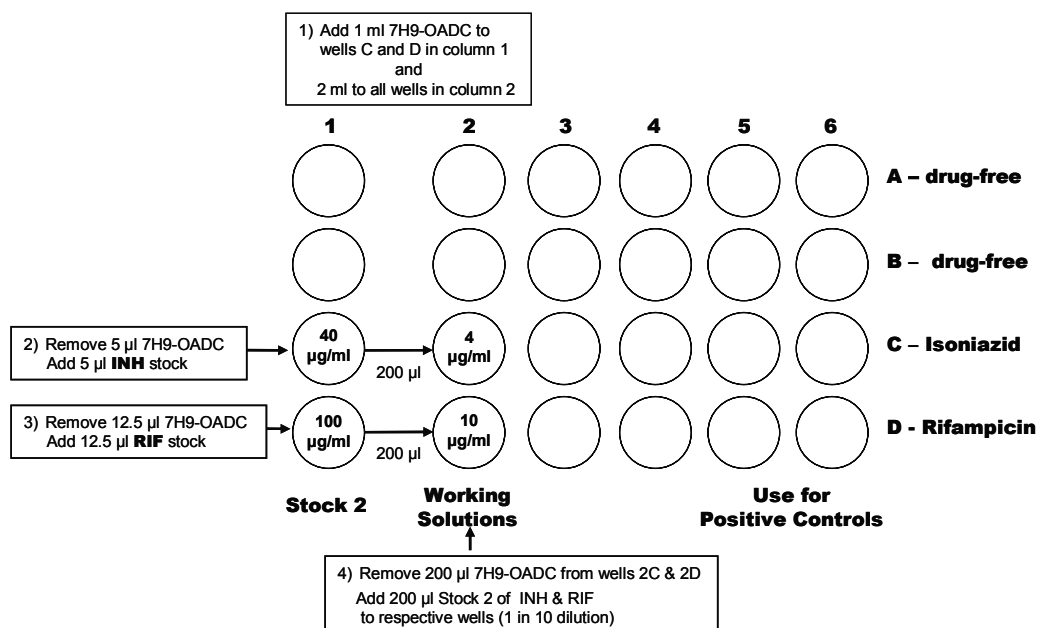 1) Add 1 ml 7H9-OADC to
wells C and D in column 1
and
2 ml to all wells in column 2
1 2 3 4 5 6
A – drug-free
B – drug-free
2) Remove 5 µl 7H9-OADC
Add 5 µl INH stock
40
µg/ml
200 µl
4
µg/ml
C – Isoniazid
3) Remove 12.5 µl 7H9-OADC
Add 12.5 µl RIF stock
100
µg/ml
200 µl
10
µg/ml
D - Rifampicin
Stock 2
Working
Solutions
Use for
Positive Controls
4) Remove 200 µl 7H9-OADC from wells 2C & 2D
Add 200 µl Stock 2 of INH & RIF
to respective wells (1 in 10 dilution)